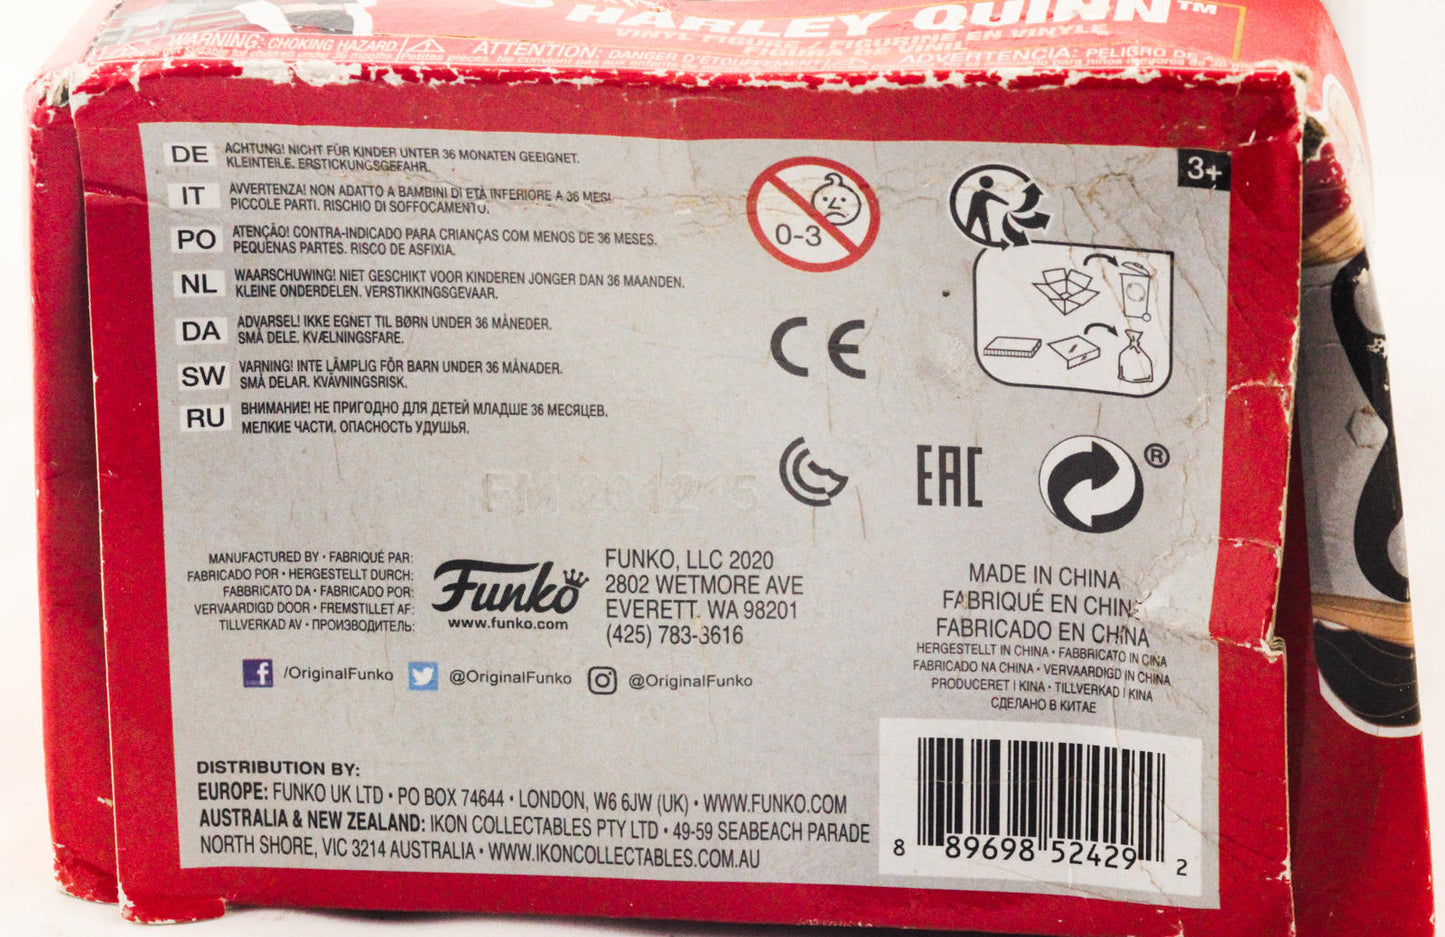 HARLEY QUINN™
VINYL FIGURE · FIGURINE EN VINYLE
FIGURA DE VINIL
WARNING: CHOKING HAZARD.
ATTENTION: DANGER D'ÉTOUFFEMENT
ADVERTENCIA: PELIGRO DE
3+
DE ACHTUNG! NICHT FÜR KINDER UNTER 36 MONATEN GEEIGNET.
KLEINTEILE. ERSTICKUNGSGEFAHR.
IT AVVERTENZA! NON ADATTO A BAMBINI DI ETÀ INFERIORE A 36 MESI
PICCOLE PARTI. RISCHIO DI SOFFOCAMENTO.
PO ATENÇÃO! CONTRA-INDICADO PARA CRIANÇAS COM MENOS DE 36 MESES.
PEQUENAS PARTES. RISCO DE ASFIXIA.
NL WAARSCHUWING! NIET GESCHIKT VOOR KINDEREN JONGER DAN 36 MAANDEN.
KLEINE ONDERDELEN. VERSTIKKINGSGEVAAR.
DA ADVARSEL! IKKE EGNET TIL BØRN UNDER 36 MÅNEDER.
SMÅ DELE. KVÆLNINGSFARE.
SW VARNING! INTE LÄMPLIG FÖR BARN UNDER 36 MÅNADER.
SMÅ DELAR. KVÄVNINGSRISK.
RU ВНИМАНИЕ! НЕ ПРИГОДНО ДЛЯ ДЕТЕЙ МЛАДШЕ 36 МЕСЯЦЕВ.
МЕЛКИЕ ЧАСТИ. ОПАСНОСТЬ УДУШЬЯ.
0-3
CE
EAC
®
MANUFACTURED BY · FABRIQUÉ PAR:
FABRICADO POR · HERGESTELLT DURCH:
FABBRICATO DA · FABRICADO POR:
VERVAARDIGD DOOR · FREMSTILLET AF:
TILLVERKAD AV · ПРОИЗВОДИТЕЛЬ:
Funko
www.funko.com
FUNKO, LLC 2020
2802 WETMORE AVE
EVERETT. WA 98201
(425) 783-3616
/OriginalFunko @OriginalFunko @OriginalFunko
MADE IN CHINA
FABRIQUÉ EN CHINE
FABRICADO EN CHINA
HERGESTELLT IN CHINA · FABBRICATO IN CINA
FABRICADO NA CHINA · VERVAARDIGD IN CHINA
PRODUCERET I KINA · TILLVERKAD I KINA
СДЕЛАНО В КИТАЕ
DISTRIBUTION BY:
EUROPE: FUNKO UK LTD · PO BOX 74644 · LONDON, W6 6JW (UK) · WWW.FUNKO.COM
AUSTRALIA & NEW ZEALAND: IKON COLLECTABLES PTY LTD · 49-59 SEABEACH PARADE
NORTH SHORE, VIC 3214 AUSTRALIA · WWW.IKONCOLLECTABLES.COM.AU
8 89698 52429 2